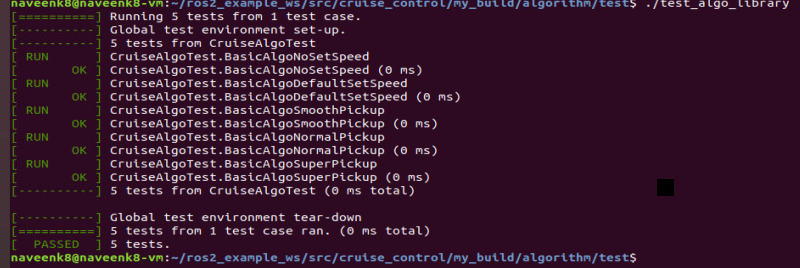 naveenk8@naveenk8-vm:~/ros2_example_ws/src/cruise_control/my_build/algorithm/test$ ./test_algo_library
[==========] Running 5 tests from 1 test case.
[----------] Global test environment set-up.
[----------] 5 tests from CruiseAlgoTest
[ RUN      ] CruiseAlgoTest.BasicAlgoNoSetSpeed
[       OK ] CruiseAlgoTest.BasicAlgoNoSetSpeed (0 ms)
[ RUN      ] CruiseAlgoTest.BasicAlgoDefaultSetSpeed
[       OK ] CruiseAlgoTest.BasicAlgoDefaultSetSpeed (0 ms)
[ RUN      ] CruiseAlgoTest.BasicAlgoSmoothPickup
[       OK ] CruiseAlgoTest.BasicAlgoSmoothPickup (0 ms)
[ RUN      ] CruiseAlgoTest.BasicAlgoNormalPickup
[       OK ] CruiseAlgoTest.BasicAlgoNormalPickup (0 ms)
[ RUN      ] CruiseAlgoTest.BasicAlgoSuperPickup
[       OK ] CruiseAlgoTest.BasicAlgoSuperPickup (0 ms)
[----------] 5 tests from CruiseAlgoTest (0 ms total)
[----------] Global test environment tear-down
[==========] 5 tests from 1 test case ran. (0 ms total)
[  PASSED  ] 5 tests.
naveenk8@naveenk8-vm:~/ros2_example_ws/src/cruise_control/my_build/algorithm/test$